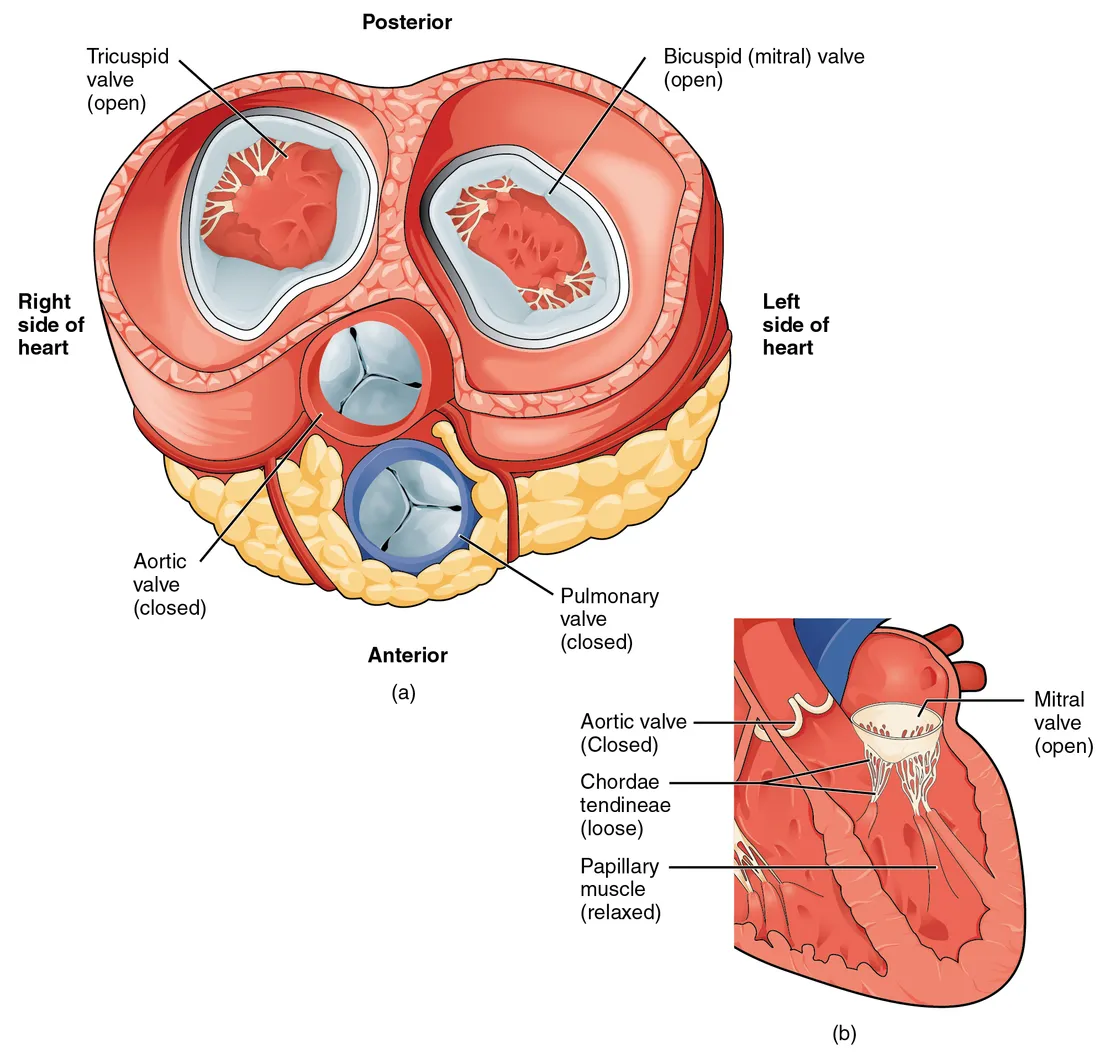 Posterior
Tricuspid
valve
(open)
Bicuspid (mitral) valve
(open)
Right
side of
heart
Left
side of
heart
Aortic
valve
(closed)
Pulmonary
valve
(closed)
Anterior
(a)
Aortic valve
(Closed)
Mitral
valve
(open)
Chordae
tendineae
(loose)
Papillary
muscle
(relaxed)
(b)